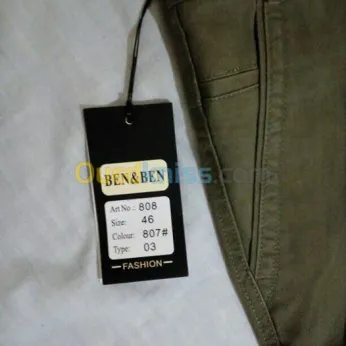 BEN&BEN
Art No.: 808
Size: 46
Colour: 807#
Type: 03
FASHION